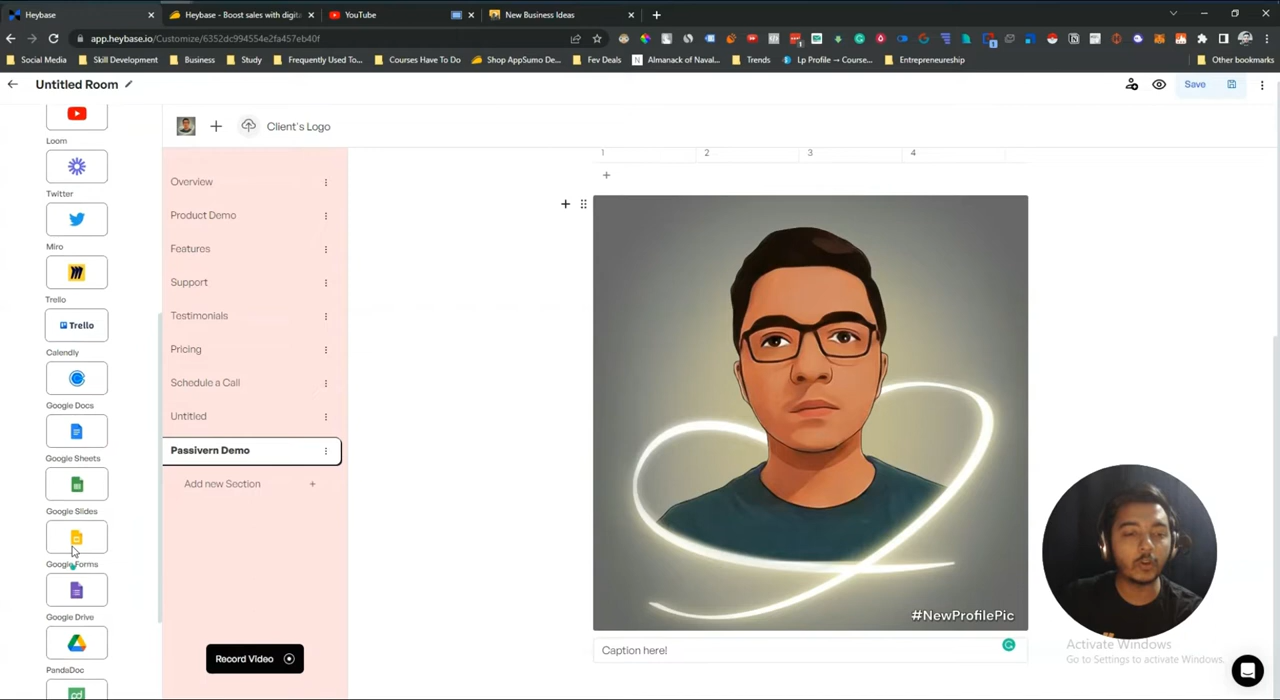 Heybase
Heybase - Boost sales with digita
YouTube
New Business Ideas
app.heybase.io/Customize/6352dc994554e2fa457eb40f
Social Media
Skill Development
Business
Study
Frequently Used To...
Courses Have To Do
Shop AppSumo De...
Fev Deals
Almanack of Naval...
Trends
Lp Profile → Course...
Entrepreneurship
Other bookmarks
Untitled Room
Save
Client's Logo
Loom
Twitter
Miro
Trello
Trello
Calendly
Google Docs
Google Sheets
Google Slides
Google Forms
Google Drive
PandaDoc
Overview
Product Demo
Features
Support
Testimonials
Pricing
Schedule a Call
Untitled
Passivern Demo
Add new Section
Record Video
1 2 3 4
#NewProfilePic
Caption here!
Activate Windows
Go to Settings to activate Windows.